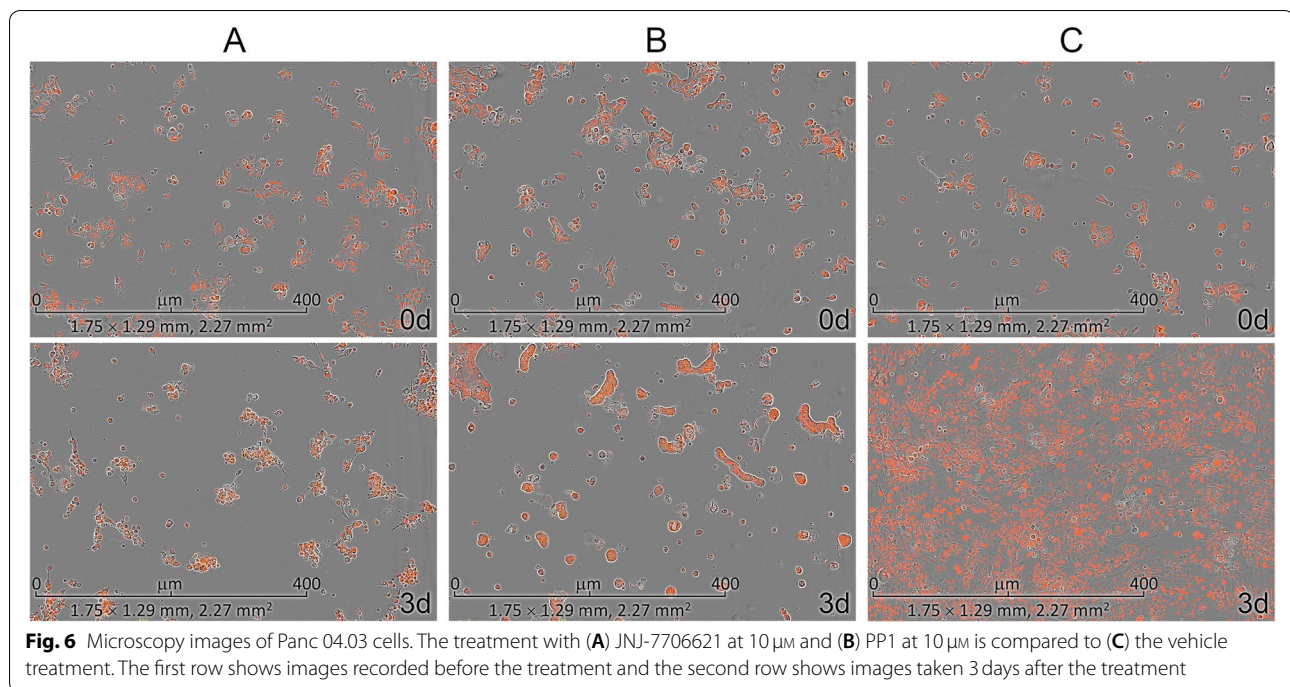 A
B
C
0 µm 400
1.75 × 1.29 mm, 2.27 mm²
0d
0 µm 400
1.75 × 1.29 mm, 2.27 mm²
0d
0 µm 400
1.75 × 1.29 mm, 2.27 mm²
0d
0 µm 400
1.75 × 1.29 mm, 2.27 mm²
3d
0 µm 400
1.75 × 1.29 mm, 2.27 mm²
3d
0 µm 400
1.75 × 1.29 mm, 2.27 mm²
3d
Fig. 6 Microscopy images of Panc 04.03 cells. The treatment with (A) JNJ-7706621 at 10 µM and (B) PP1 at 10 µM is compared to (C) the vehicle
treatment. The first row shows images recorded before the treatment and the second row shows images taken 3 days after the treatment